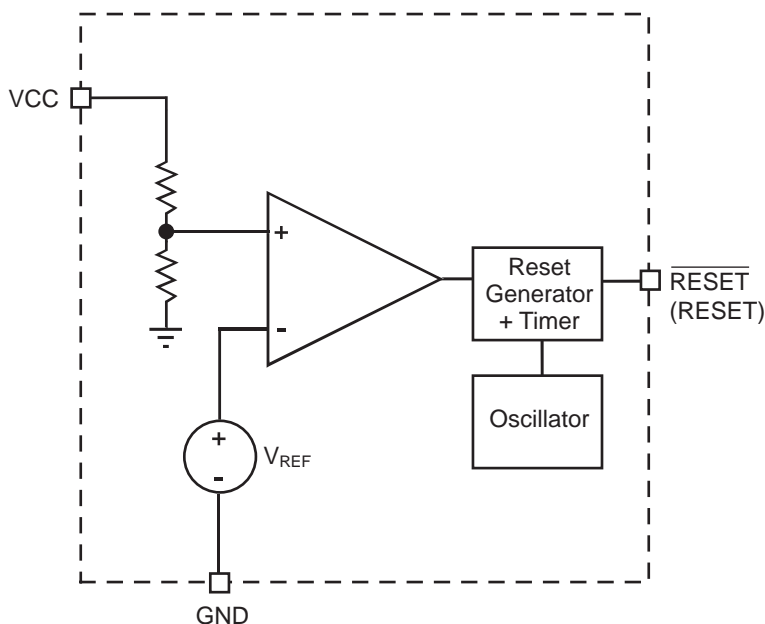 VCC
+
-
Reset
Generator
+ Timer
RESET
(RESET)
Oscillator
+
-
VREF
GND